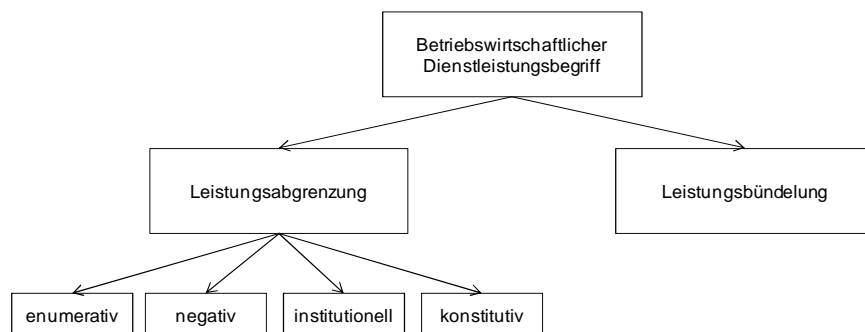 Betriebswirtschaftlicher
Dienstleistungsbegriff
Leistungsabgrenzung
Leistungsbündelung
enumerativ
negativ
institutionell
konstitutiv